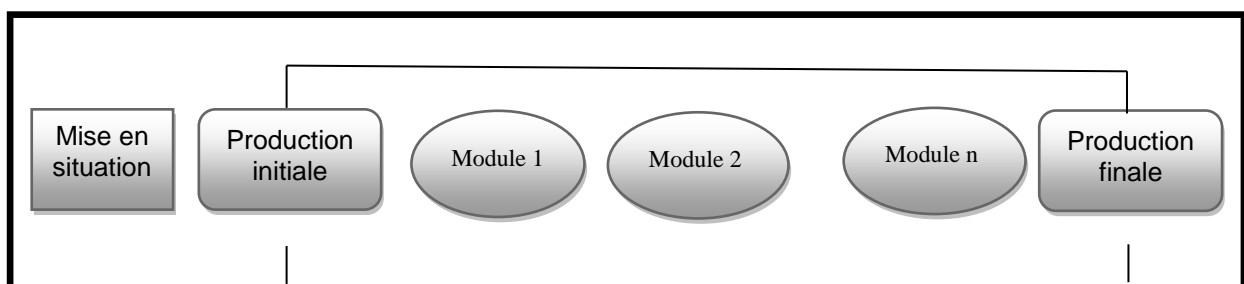 Mise en
situation
Production
initiale
Module 1
Module 2
Module n
Production
finale